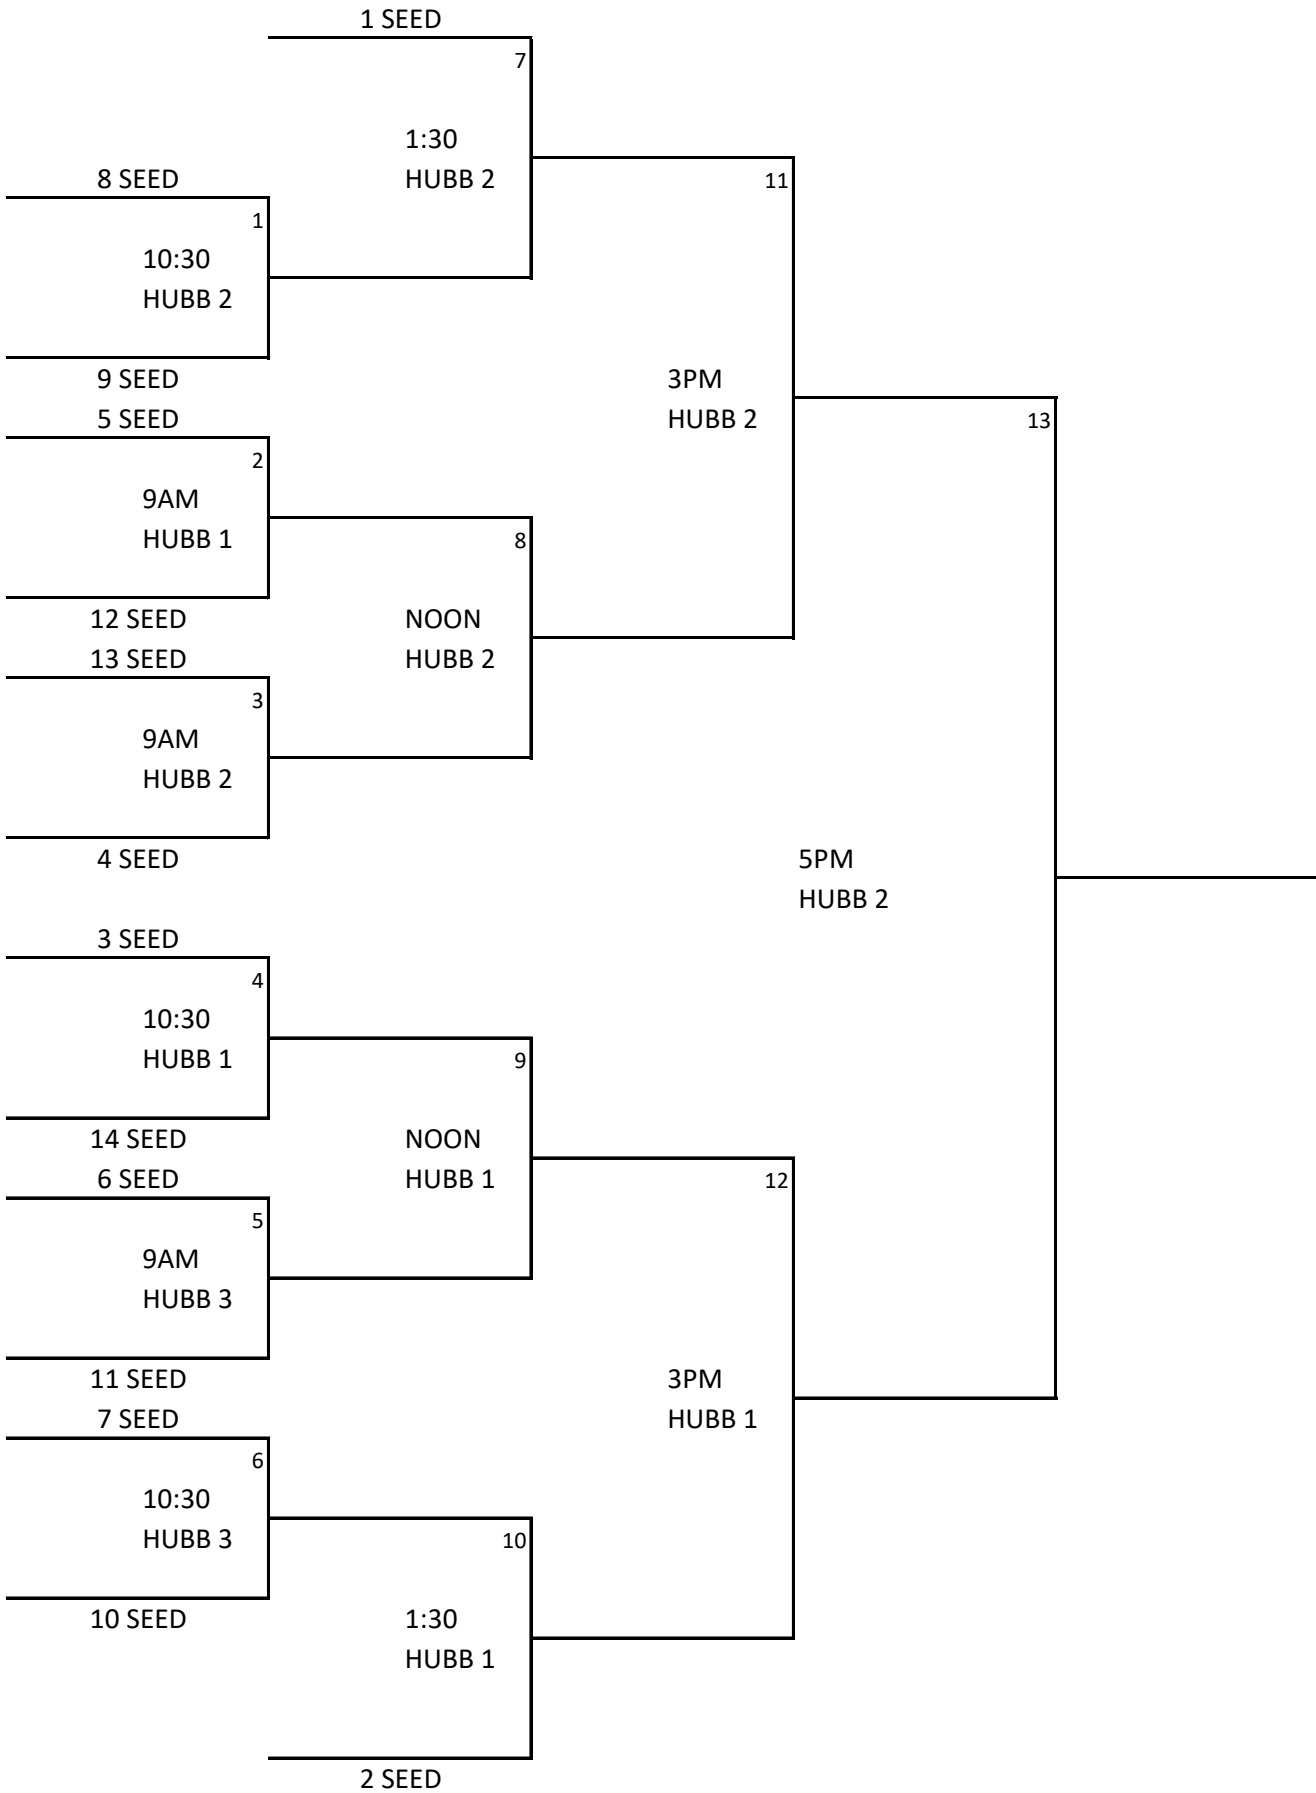 1 SEED
7
1:30
HUBB 2
8 SEED
11
1
10:30
HUBB 2
9 SEED
3PM
5 SEED
HUBB 2
13
2
9AM
HUBB 1
8
12 SEED
NOON
13 SEED
HUBB 2
3
9AM
HUBB 2
4 SEED
5PM
HUBB 2
3 SEED
4
10:30
HUBB 1
9
14 SEED
NOON
6 SEED
HUBB 1
12
5
9AM
HUBB 3
11 SEED
3PM
7 SEED
HUBB 1
6
10:30
HUBB 3
10
10 SEED
1:30
HUBB 1
2 SEED